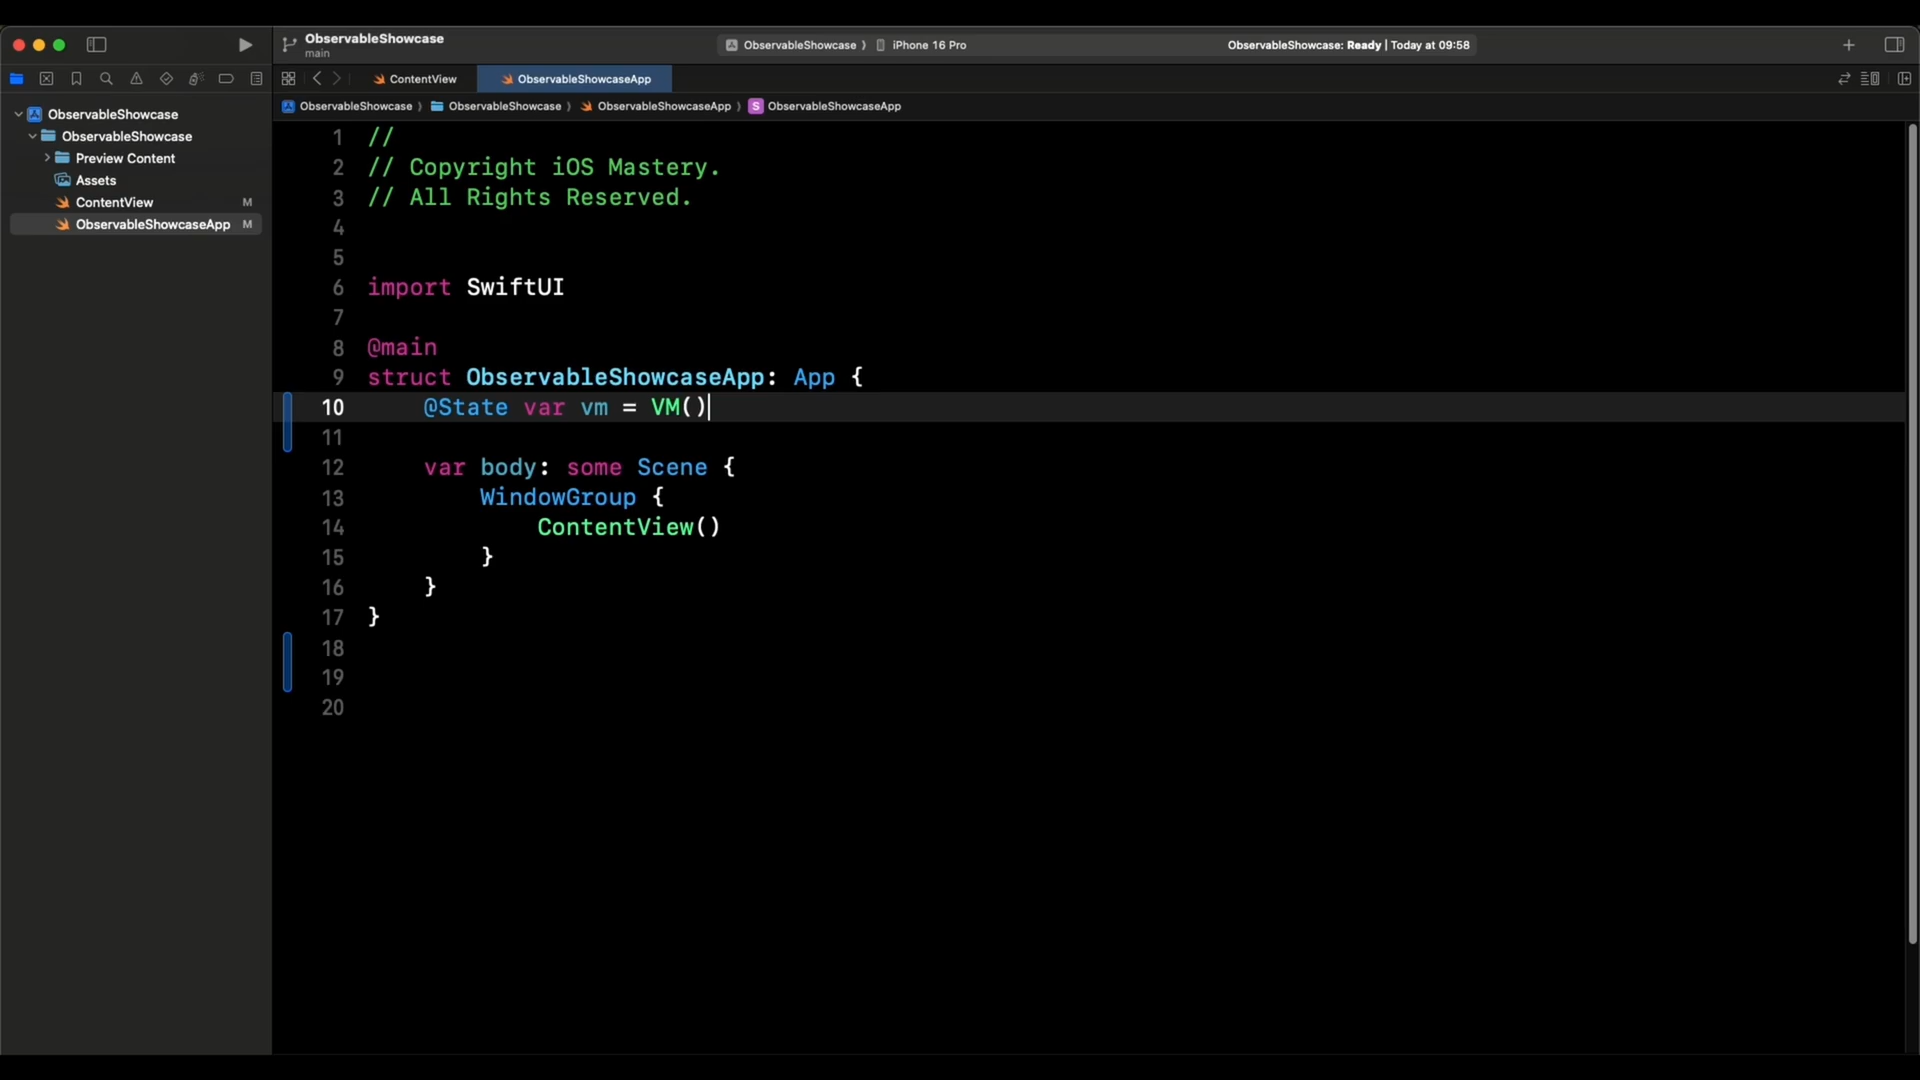 ObservableShowcase
main
ObservableShowcase ⟩ iPhone 16 Pro
ObservableShowcase: Ready | Today at 09:58
ContentView
ObservableShowcaseApp
ObservableShowcase ⟩ ObservableShowcase ⟩ ObservableShowcaseApp ⟩ S ObservableShowcaseApp
ObservableShowcase
ObservableShowcase
Preview Content
Assets
ContentView M
ObservableShowcaseApp M
1 //
2 // Copyright iOS Mastery.
3 // All Rights Reserved.
4
5
6 import SwiftUI
7
8 @main
9 struct ObservableShowcaseApp: App {
10 @State var vm = VM()
11
12 var body: some Scene {
13 WindowGroup {
14 ContentView()
15 }
16 }
17 }
18
19
20